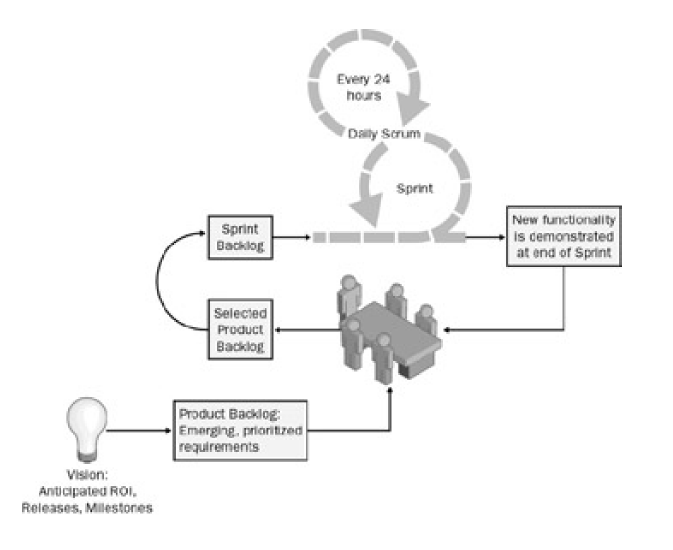 Every 24
hours
Daily Scrum
Sprint
Sprint
Backlog
New functionality
is demonstrated
at end of Sprint
Selected
Product
Backlog
Product Backlog:
Emerging, prioritized
requirements
Vision:
Anticipated ROI,
Releases, Milestones